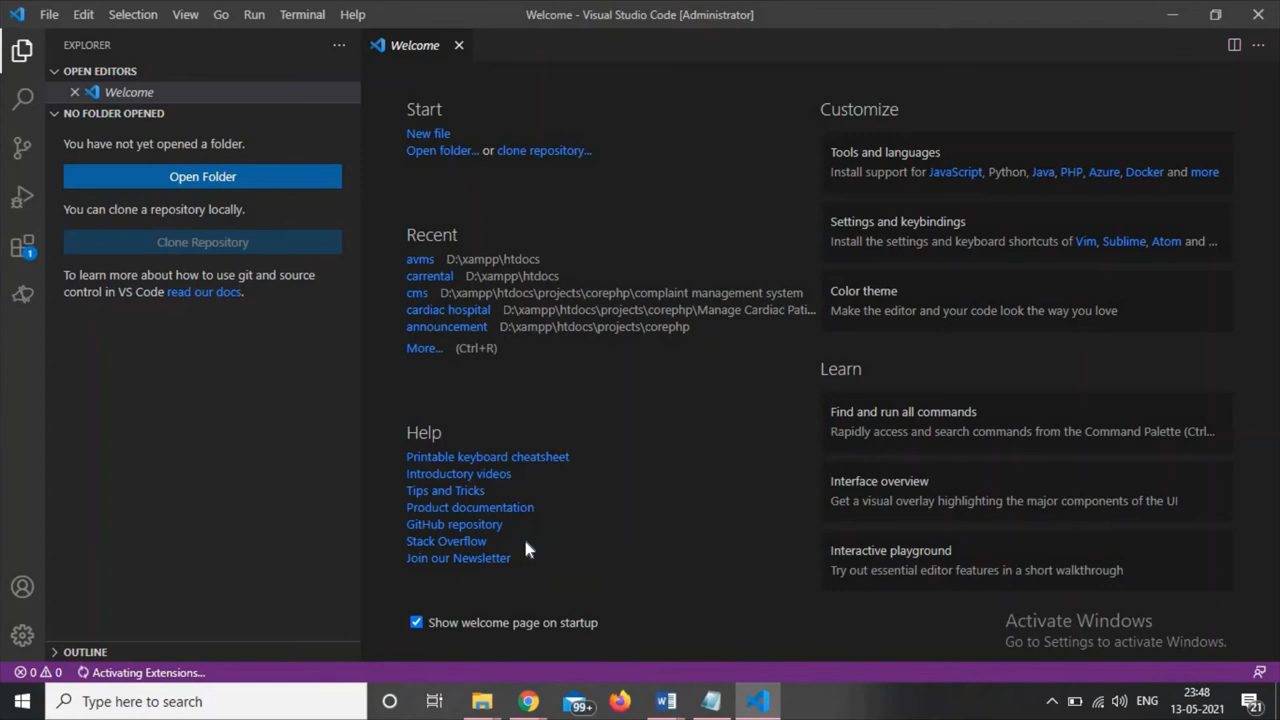 File Edit Selection View Go Run Terminal Help
Welcome - Visual Studio Code [Administrator]
EXPLORER
OPEN EDITORS
Welcome
NO FOLDER OPENED
You have not yet opened a folder.
Open Folder
You can clone a repository locally.
Clone Repository
To learn more about how to use git and source
control in VS Code read our docs.
1
OUTLINE
Welcome
Start
New file
Open folder... or clone repository...
Recent
avms D:\xampp\htdocs
carrental D:\xampp\htdocs
cms D:\xampp\htdocs\projects\corephp\complaint management system
cardiac hospital D:\xampp\htdocs\projects\corephp\Manage Cardiac Pati...
announcement D:\xampp\htdocs\projects\corephp
More... (Ctrl+R)
Help
Printable keyboard cheatsheet
Introductory videos
Tips and Tricks
Product documentation
GitHub repository
Stack Overflow
Join our Newsletter
Show welcome page on startup
Customize
Tools and languages
Install support for JavaScript, Python, Java, PHP, Azure, Docker and more
Settings and keybindings
Install the settings and keyboard shortcuts of Vim, Sublime, Atom and ...
Color theme
Make the editor and your code look the way you love
Learn
Find and run all commands
Rapidly access and search commands from the Command Palette (Ctrl...
Interface overview
Get a visual overlay highlighting the major components of the UI
Interactive playground
Try out essential editor features in a short walkthrough
Activate Windows
Go to Settings to activate Windows.
0 0 Activating Extensions...
Type here to search
99+
W
ENG
23:48
13-05-2021
21